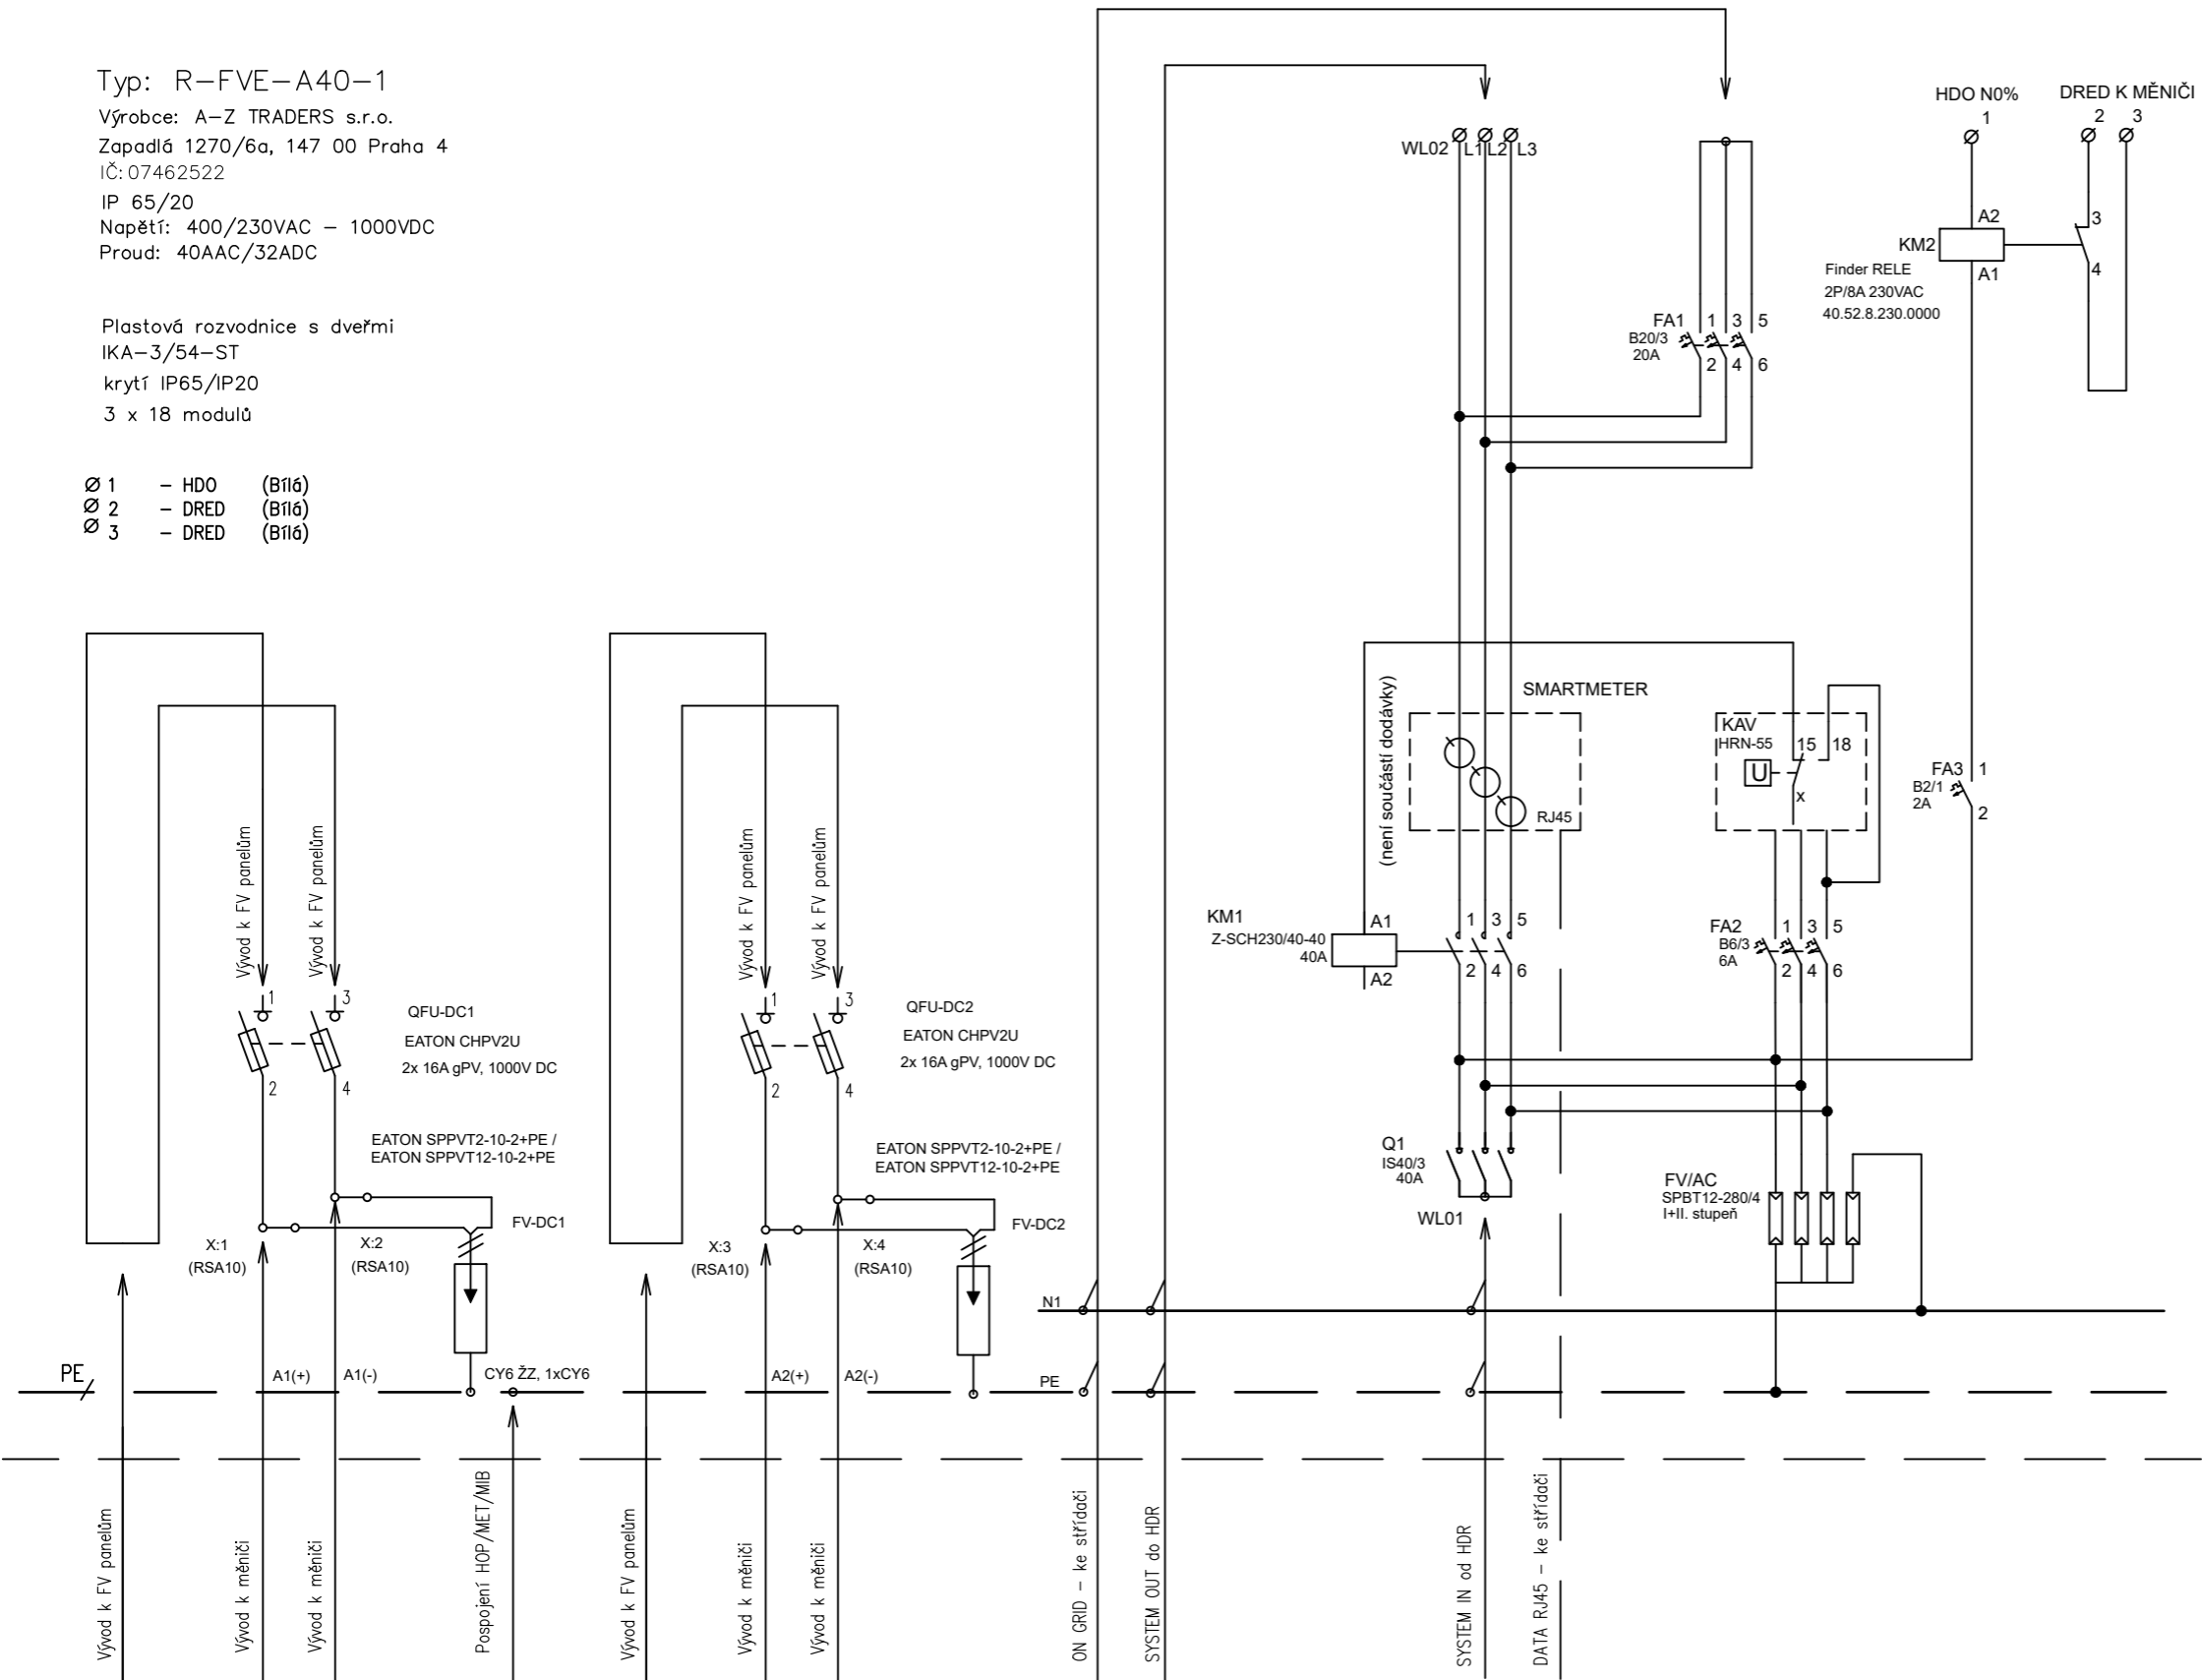 Typ: R-FVE-A40-1
Výrobce: A-Z TRADERS s.r.o.
Zapadlá 1270/6a, 147 00 Praha 4
IČ: 07462522
IP 65/20
Napětí: 400/230VAC - 1000VDC
Proud: 40AAC/32ADC
Plastová rozvodnice s dveřmi
IKA-3/54-ST
krytí IP65/IP20
3 x 18 modulů
Ø 1 - HDO (Bílá)
Ø 2 - DRED (Bílá)
Ø 3 - DRED (Bílá)
HDO N0%
1
DRED K MĚNIČI
2 3
WL02 L1 L2 L3
KM2
A2
A1
3
4
Finder RELE
2P/8A 230VAC
40.52.8.230.0000
FA1
B20/3
20A
1 3 5
2 4 6
(není součástí dodávky)
SMARTMETER
RJ45
KAV
HRN-55
15 18
U
x
FA3
B2/1
2A
1
2
KM1
Z-SCH230/40-40
40A
A1
A2
1 3 5
2 4 6
FA2
B6/3
6A
1 3 5
2 4 6
Q1
IS40/3
40A
WL01
FV/AC
SPBT12-280/4
I+II. stupeň
Vývod k FV panelům
Vývod k FV panelům
1 3
2 4
QFU-DC1
EATON CHPV2U
2x 16A gPV, 1000V DC
EATON SPPVT2-10-2+PE /
EATON SPPVT12-10-2+PE
FV-DC1
X:1
(RSA10)
X:2
(RSA10)
Vývod k FV panelům
Vývod k FV panelům
1 3
2 4
QFU-DC2
EATON CHPV2U
2x 16A gPV, 1000V DC
EATON SPPVT2-10-2+PE /
EATON SPPVT12-10-2+PE
FV-DC2
X:3
(RSA10)
X:4
(RSA10)
N1
PE
A1(+) A1(-)
CY6 ŽZ, 1xCY6
A2(+) A2(-)
PE
Vývod k FV panelům
Vývod k měniči
Vývod k měniči
Pospojení HOP/MET/MIB
Vývod k FV panelům
Vývod k měniči
Vývod k měniči
ON GRID - ke střídači
SYSTEM OUT do HDR
SYSTEM IN od HDR
DATA RJ45 - ke střídači